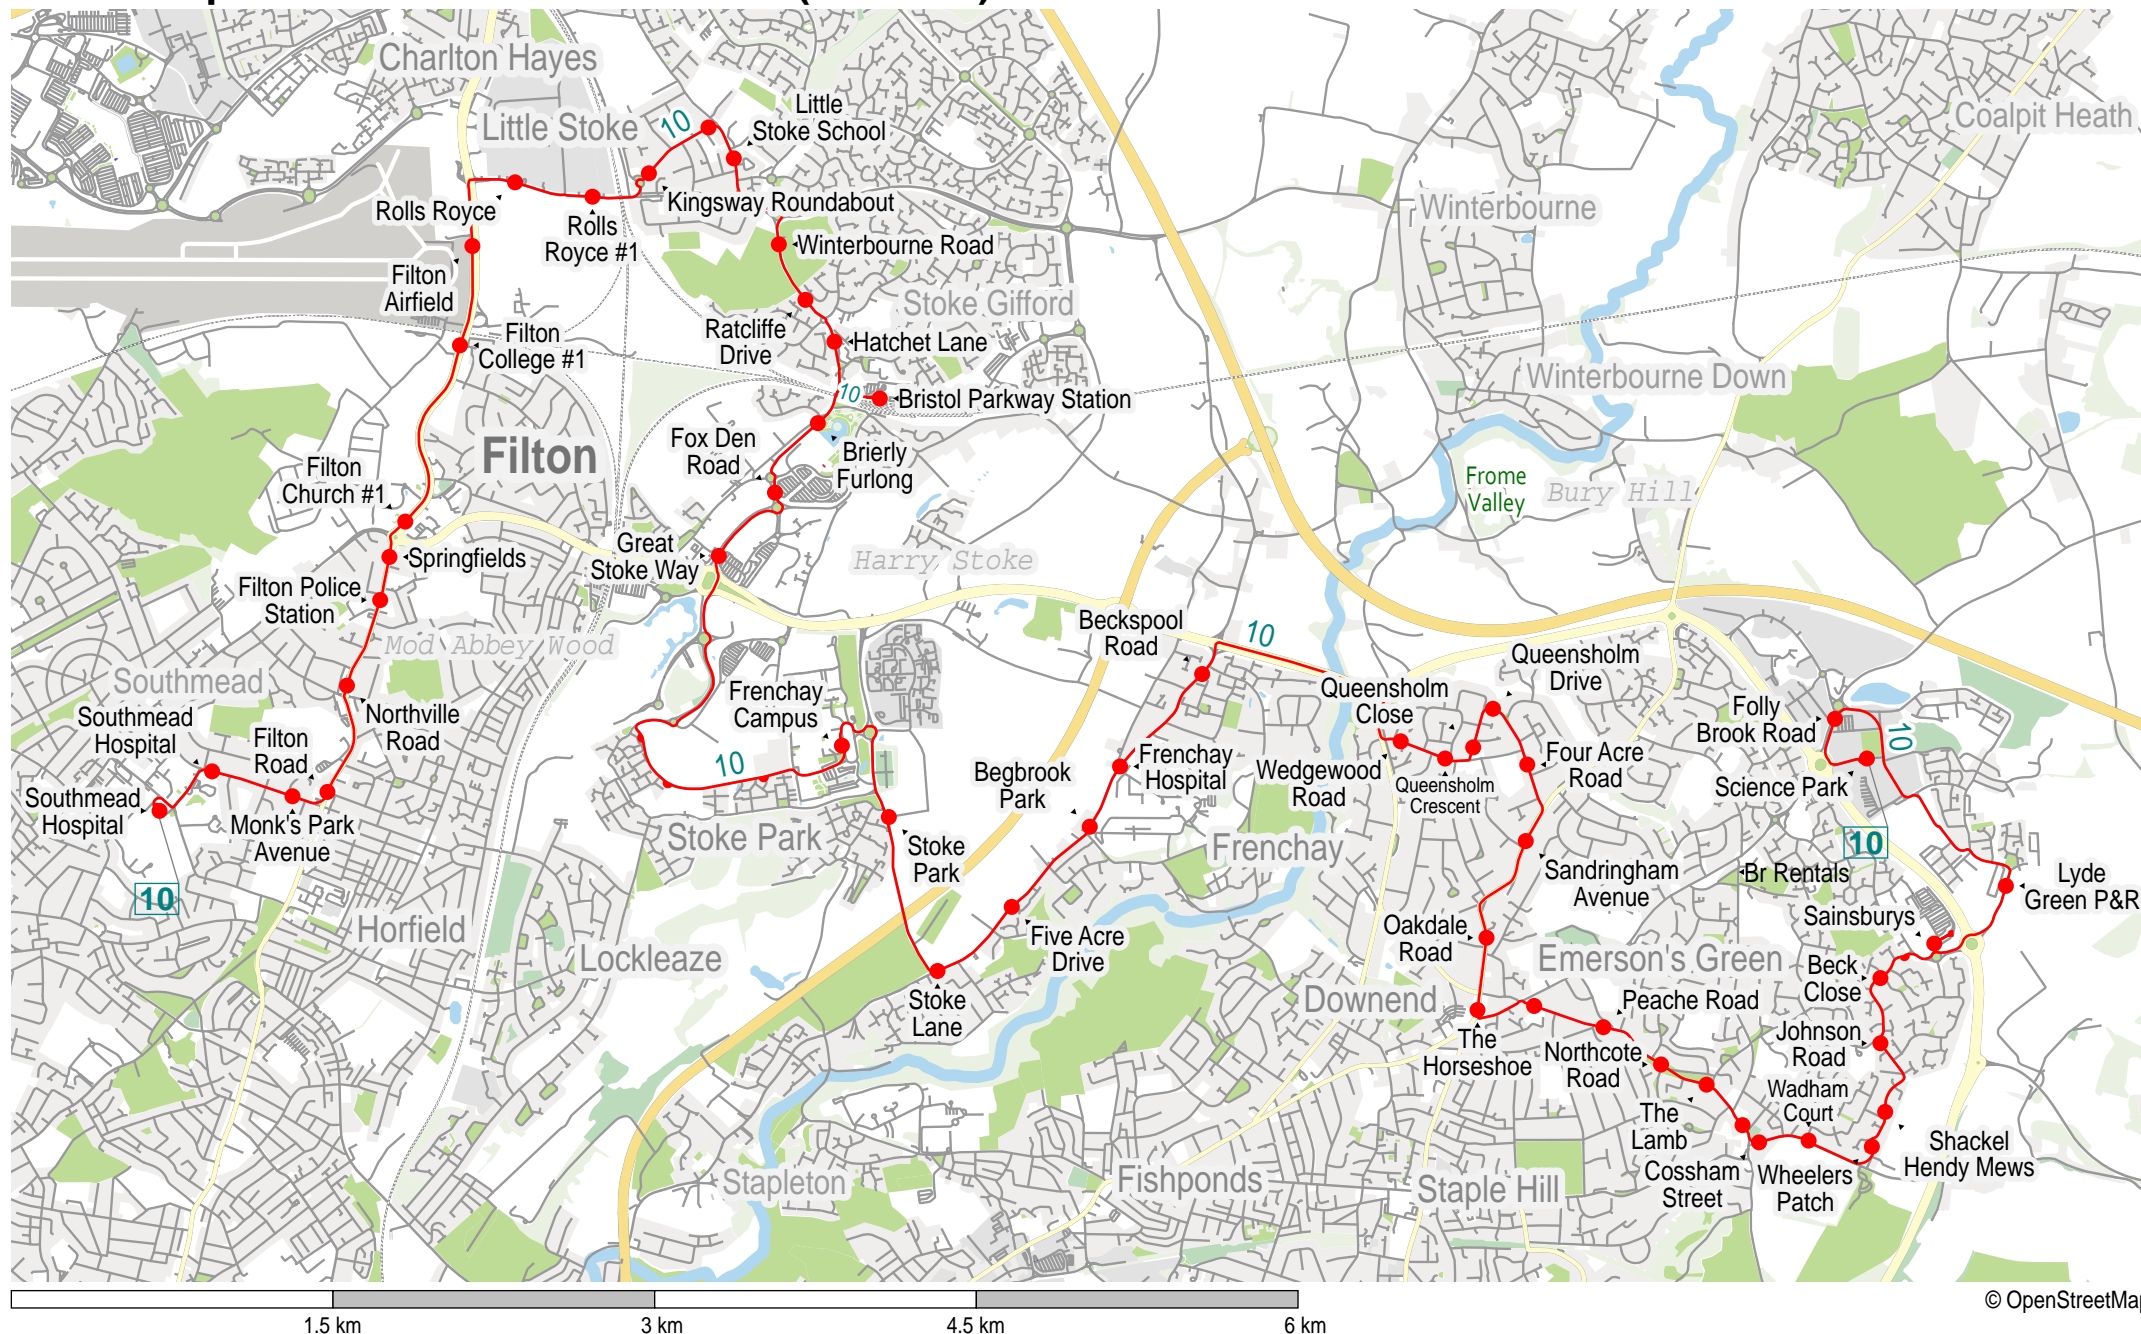 Charlton Hayes
Little Stoke
10
Little
Stoke School
Coalpit Heath
Rolls Royce
Rolls
Royce #1
Kingsway Roundabout
Winterbourne
Winterbourne Road
Filton
Airfield
Stoke Gifford
Filton
College #1
Ratcliffe
Drive
Hatchet Lane
10
Bristol Parkway Station
Winterbourne Down
Filton
Fox Den
Road
Brierly
Furlong
Filton
Church #1
Frome
Valley
Bury Hill
Springfields
Great
Stoke Way
Harry Stoke
Filton Police
Station
Mod Abbey Wood
Beckspool
Road
10
Queensholm
Drive
Southmead
Southmead
Hospital
Filton
Road
Northville
Road
Frenchay
Campus
Queensholm
Close
Folly
Brook Road
10
Southmead
Hospital
Monk's Park
Avenue
10
Begbrook
Park
Frenchay
Hospital
Wedgewood
Road
Queensholm
Crescent
Four Acre
Road
Science Park
Stoke Park
Stoke
Park
Frenchay
Sandringham
Avenue
Br Rentals
10
Lyde
Green P&R
10
Horfield
Lockleaze
Five Acre
Drive
Oakdale
Road
Sainsburys
Emerson's Green
Beck
Close
Stoke
Lane
Downend
Peache Road
The
Horseshoe
Northcote
Road
Johnson
Road
Wadham
Court
The
Lamb
Shackel
Hendy Mews
Stapleton
Fishponds
Staple Hill
Cossham
Street
Wheelers
Patch
1.5 km
3 km
4.5 km
6 km
© OpenStreetMap